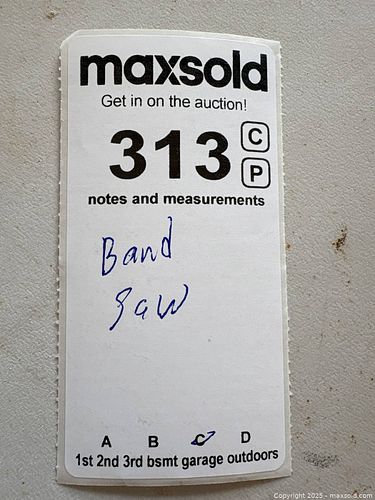 maxsold
Get in on the auction!
313 C
P
notes and measurements
Band
Saw
A B C D
1st 2nd 3rd bsmt garage outdoors
Copyright 2025 - maxsold.com